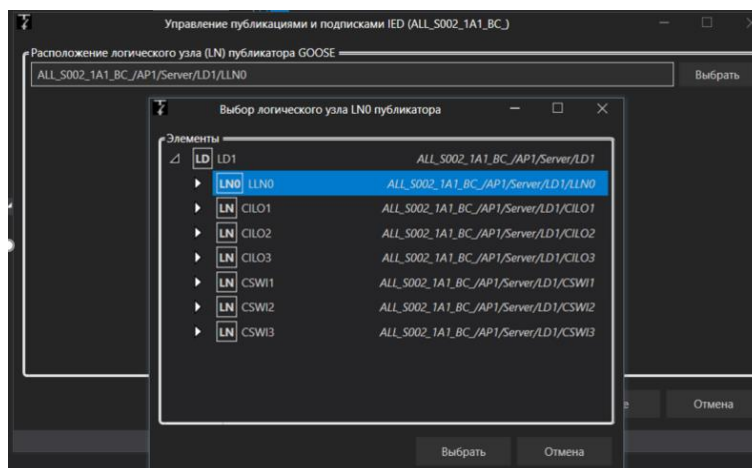 Управление публикациями и подписками IED (ALL_S002_1A1_BC_)
Расположение логического узла (LN) публикатора GOOSE
ALL_S002_1A1_BC_/AP1/Server/LD1/LLN0 Выбрать
Выбор логического узла LN0 публикатора
Элементы
LD LD1 ALL_S002_1A1_BC_/AP1/Server/LD1
LN0 LLN0 ALL_S002_1A1_BC_/AP1/Server/LD1/LLN0
LN CILO1 ALL_S002_1A1_BC_/AP1/Server/LD1/CILO1
LN CILO2 ALL_S002_1A1_BC_/AP1/Server/LD1/CILO2
LN CILO3 ALL_S002_1A1_BC_/AP1/Server/LD1/CILO3
LN CSWI1 ALL_S002_1A1_BC_/AP1/Server/LD1/CSWI1
LN CSWI2 ALL_S002_1A1_BC_/AP1/Server/LD1/CSWI2
LN CSWI3 ALL_S002_1A1_BC_/AP1/Server/LD1/CSWI3
Отмена
Выбрать Отмена